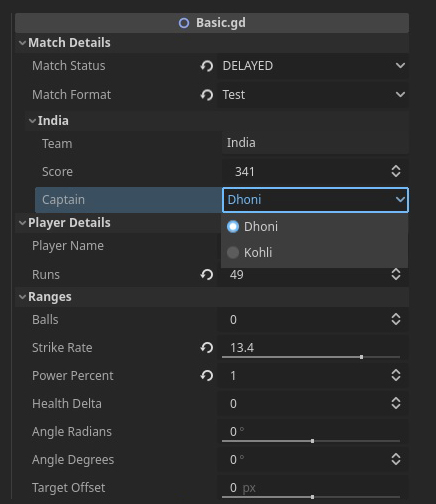 Basic.gd
Match Details
Match Status DELAYED
Match Format Test
India
Team India
Score 341
Captain Dhoni
Dhoni
Player Details
Player Name
Kohli
Runs 49
Ranges
Balls 0
Strike Rate 13.4
Power Percent 1
Health Delta 0
Angle Radians 0 °
Angle Degrees 0 °
Target Offset 0 px